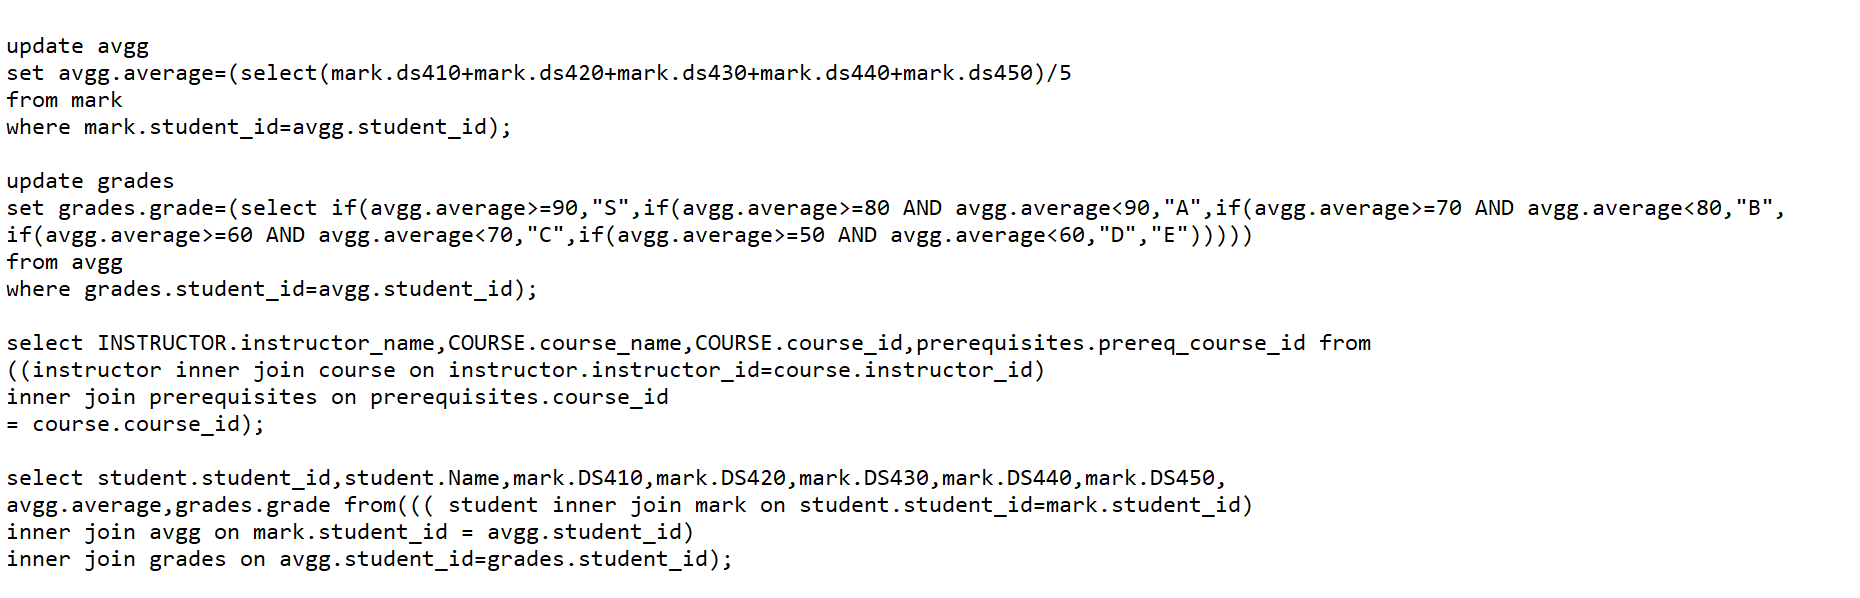 update avgg
set avgg.average=(select(mark.ds410+mark.ds420+mark.ds430+mark.ds440+mark.ds450)/5
from mark
where mark.student_id=avgg.student_id);
update grades
set grades.grade=(select if(avgg.average>=90,"S",if(avgg.average>=80 AND avgg.average<90,"A",if(avgg.average>=70 AND avgg.average<80,"B",
if(avgg.average>=60 AND avgg.average<70,"C",if(avgg.average>=50 AND avgg.average<60,"D","E")))))
from avgg
where grades.student_id=avgg.student_id);
select INSTRUCTOR.instructor_name,COURSE.course_name,COURSE.course_id,prerequisites.prereq_course_id from
((instructor inner join course on instructor.instructor_id=course.instructor_id)
inner join prerequisites on prerequisites.course_id
= course.course_id);
select student.student_id,student.Name,mark.DS410,mark.DS420,mark.DS430,mark.DS440,mark.DS450,
avgg.average,grades.grade from((( student inner join mark on student.student_id=mark.student_id)
inner join avgg on mark.student_id = avgg.student_id)
inner join grades on avgg.student_id=grades.student_id);